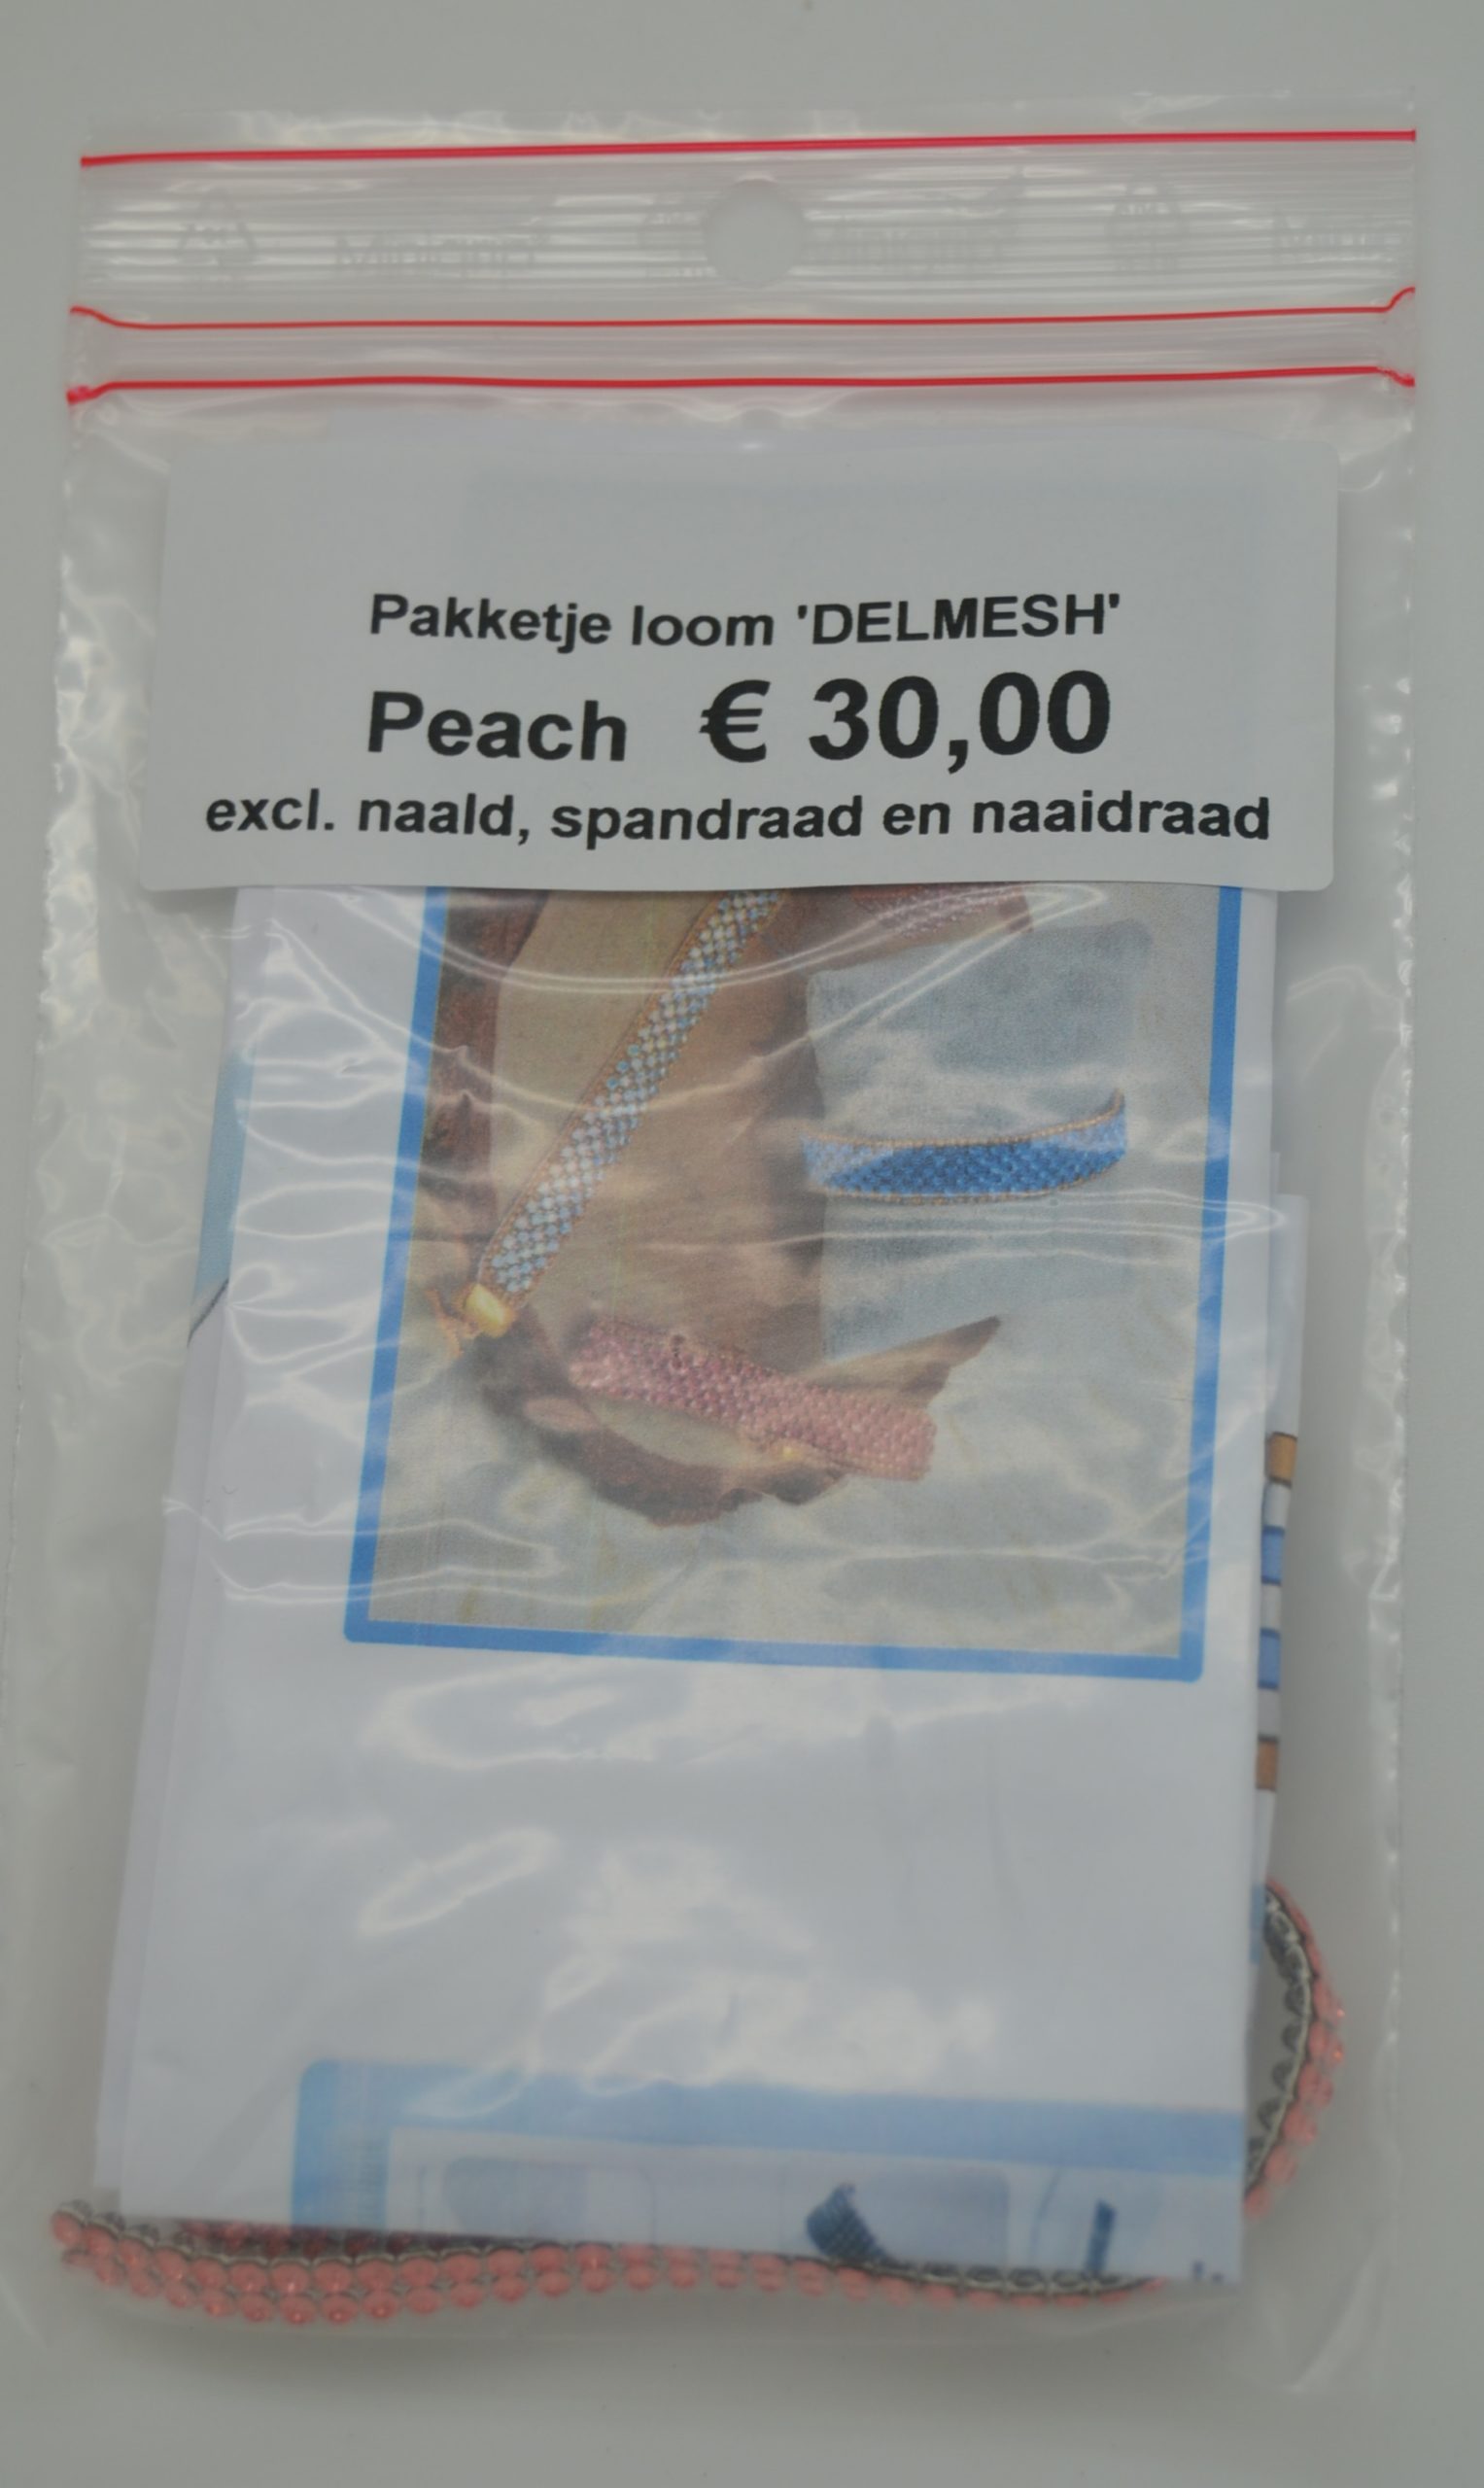 Pakketje loom 'DELMESH'
Peach € 30,00
excl. naald, spandraad en naaidraad